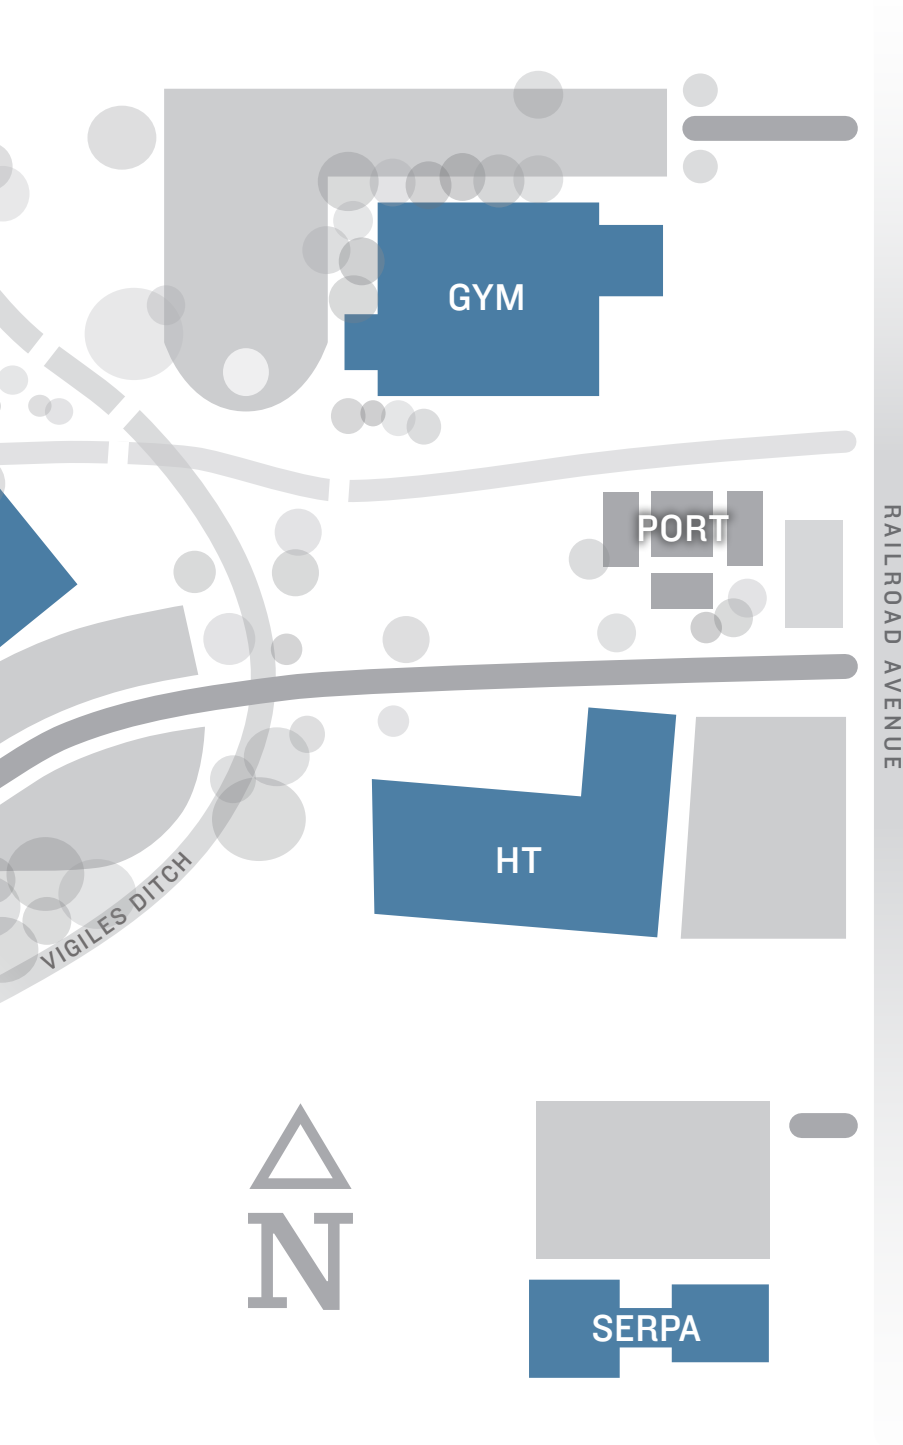 GYM
PORT
RAILROAD AVENUE
HT
VIGILES DITCH
N
SERPA